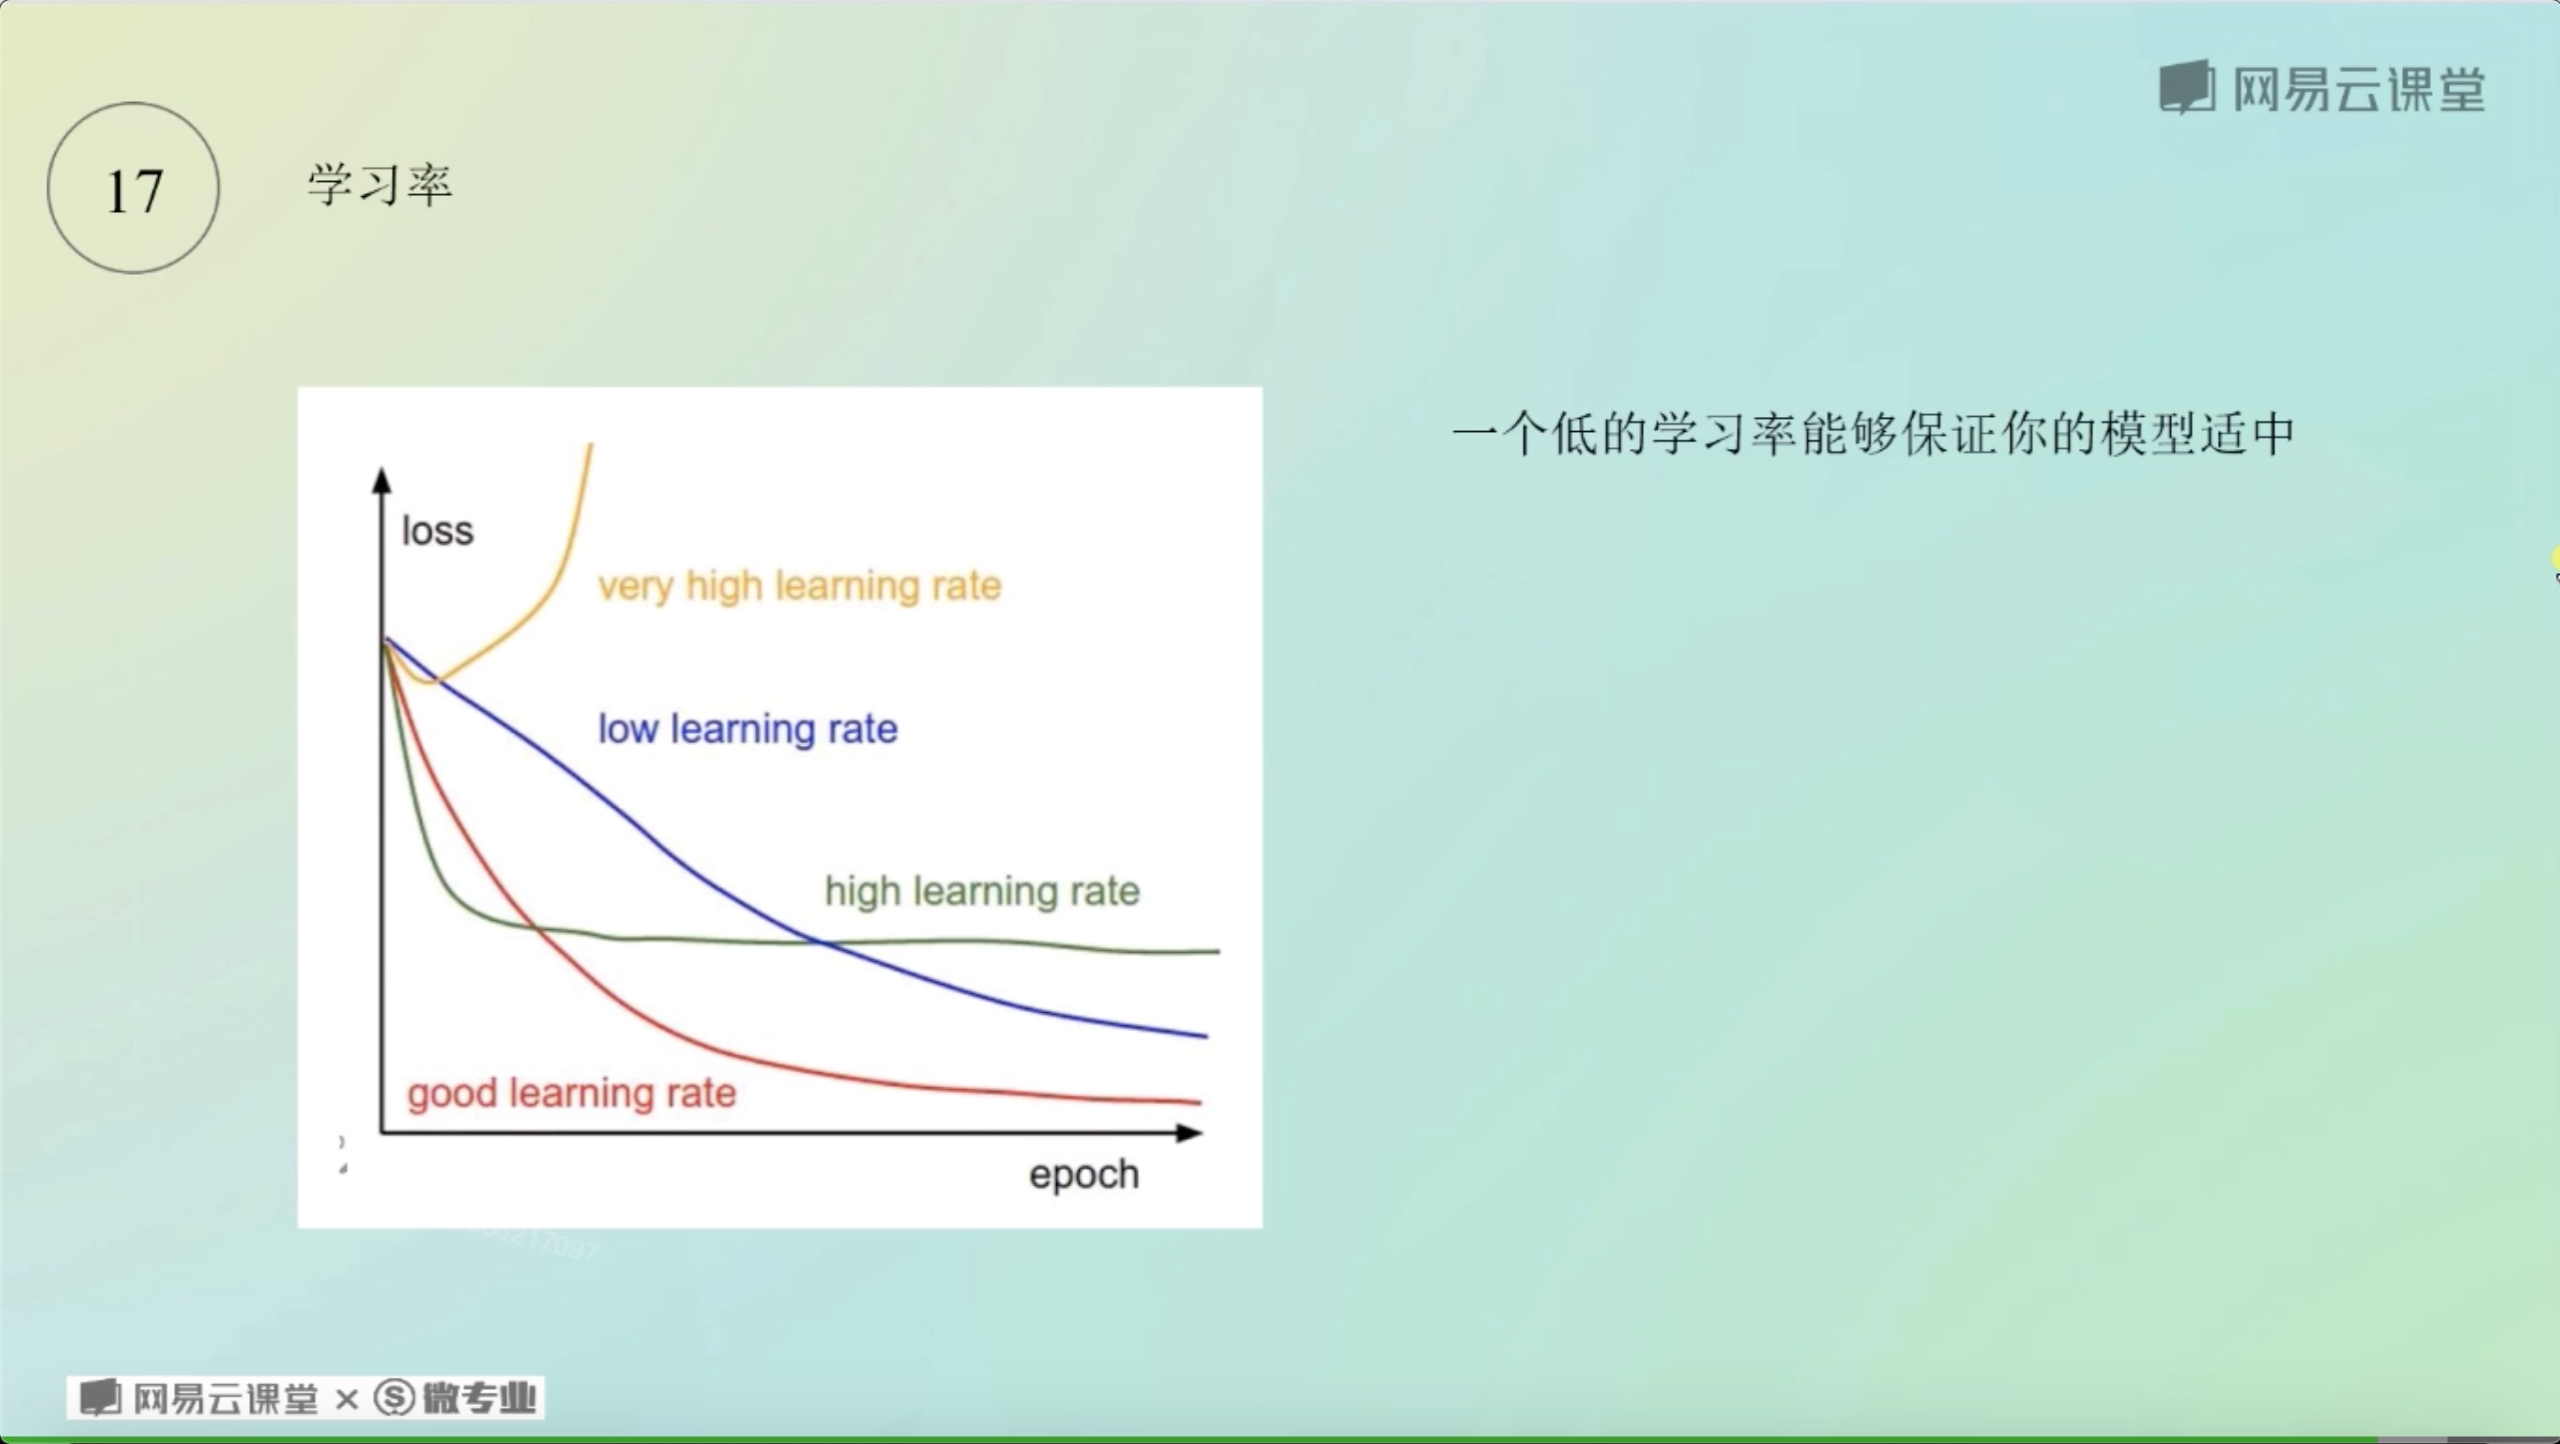 网易云课堂
17
学习率
一个低的学习率能够保证你的模型适中
loss
very high learning rate
low learning rate
high learning rate
good learning rate
epoch
网易云课堂 × S 微专业